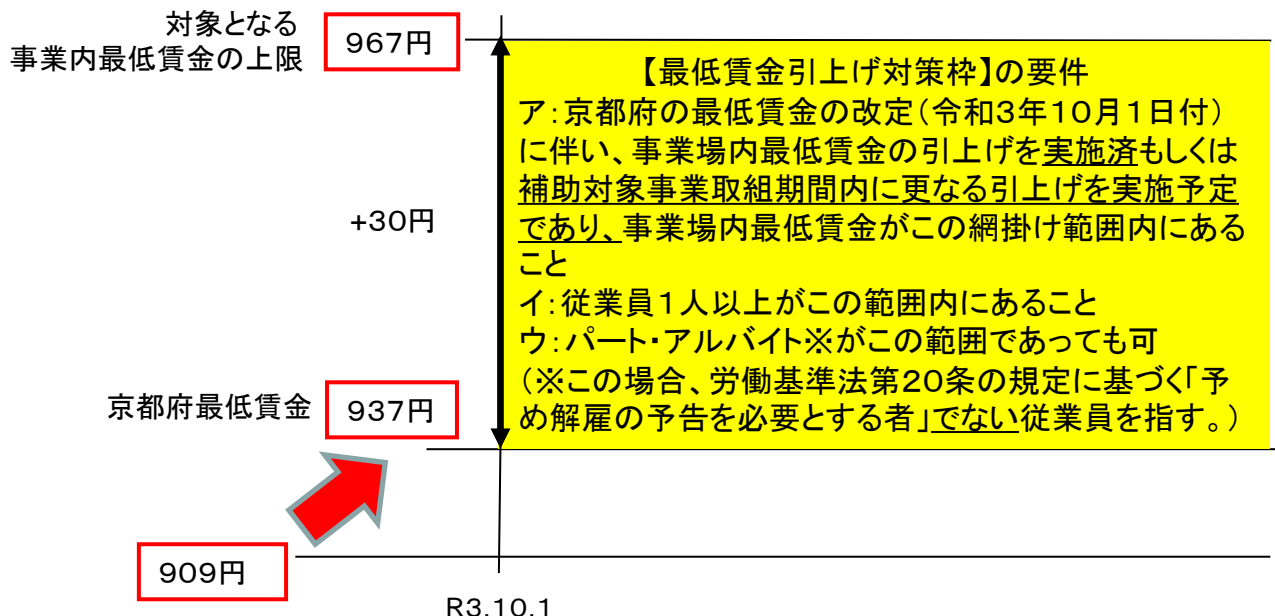 対象となる
事業内最低賃金の上限
967円
【最低賃金引上げ対策枠】の要件
ア：京都府の最低賃金の改定（令和3年10月1日付）
に伴い、事業場内最低賃金の引上げを実施済もしくは
補助対象事業取組期間内に更なる引上げを実施予定
であり、事業場内最低賃金がこの網掛け範囲内にある
こと
イ：従業員1人以上がこの範囲内にあること
ウ：パート・アルバイト※がこの範囲であっても可
（※この場合、労働基準法第20条の規定に基づく「予
め解雇の予告を必要とする者」でない従業員を指す。）
+30円
京都府最低賃金
937円
909円
R3.10.1